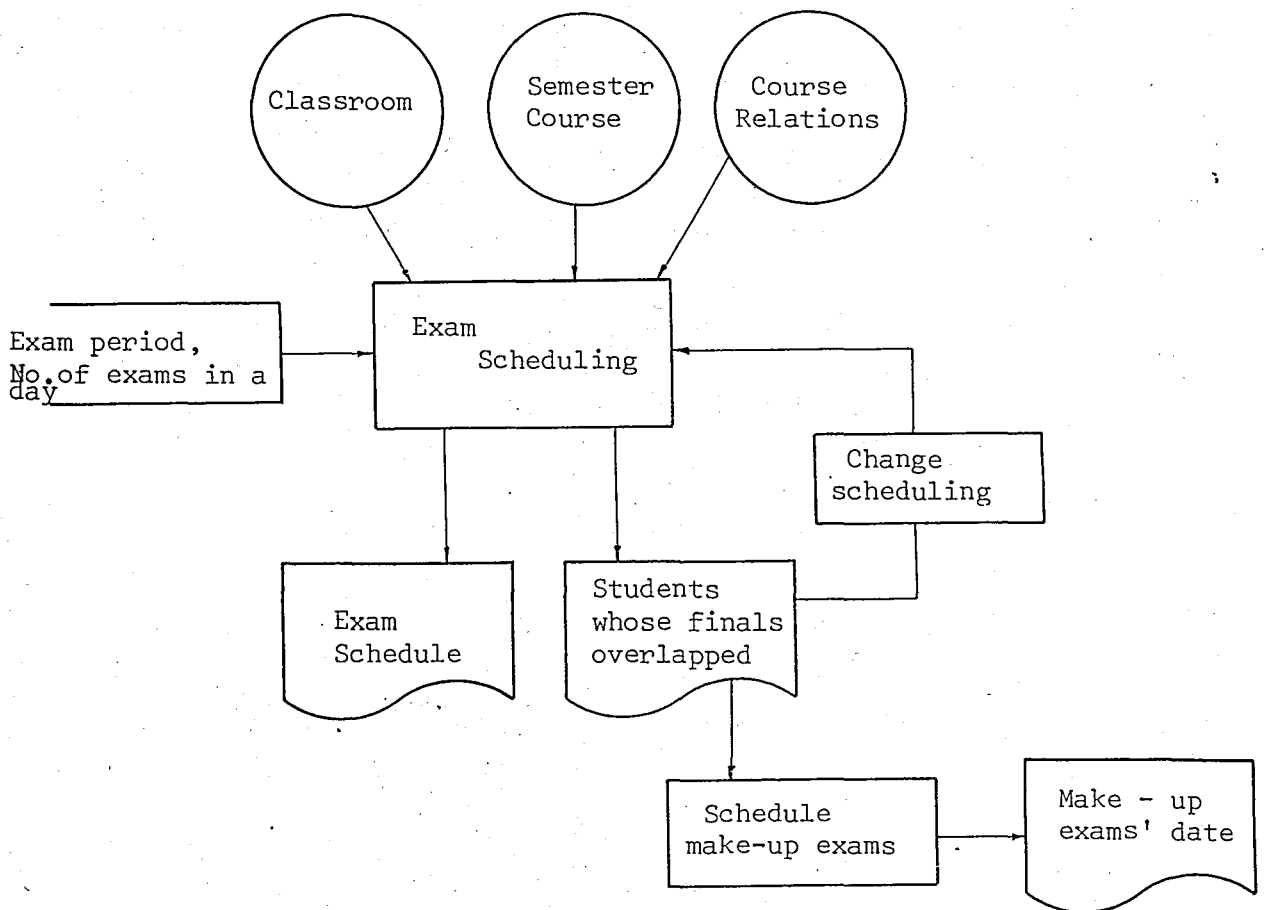 Classroom
Semester
Course
Course
Relations
Exam period,
No.of exams in a
day
Exam
Scheduling
Change
scheduling
Exam
Schedule
Students
whose finals
overlapped
Schedule
make-up exams
Make - up
exams' date